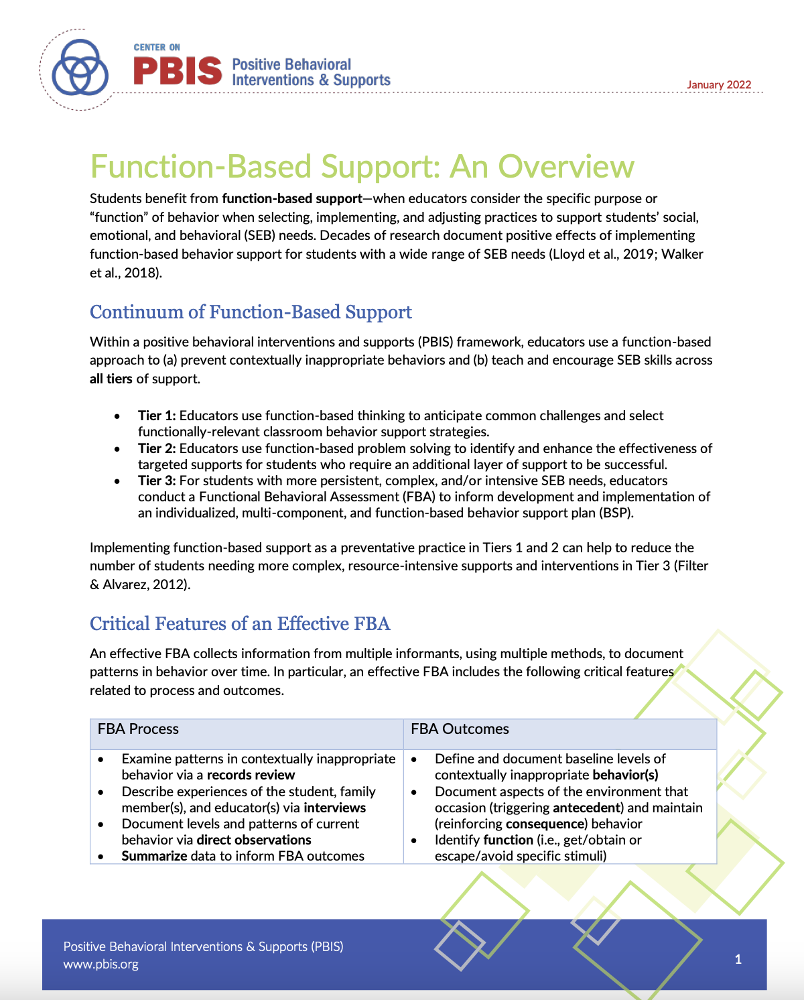 CENTER ON
PBIS Positive Behavioral
Interventions & Supports
January 2022
Function-Based Support: An Overview
Students benefit from function-based support—when educators consider the specific purpose or
“function” of behavior when selecting, implementing, and adjusting practices to support students’ social,
emotional, and behavioral (SEB) needs. Decades of research document positive effects of implementing
function-based behavior support for students with a wide range of SEB needs (Lloyd et al., 2019; Walker
et al., 2018).
Continuum of Function-Based Support
Within a positive behavioral interventions and supports (PBIS) framework, educators use a function-based
approach to (a) prevent contextually inappropriate behaviors and (b) teach and encourage SEB skills across
all tiers of support.
• Tier 1: Educators use function-based thinking to anticipate common challenges and select
functionally-relevant classroom behavior support strategies.
• Tier 2: Educators use function-based problem solving to identify and enhance the effectiveness of
targeted supports for students who require an additional layer of support to be successful.
• Tier 3: For students with more persistent, complex, and/or intensive SEB needs, educators
conduct a Functional Behavioral Assessment (FBA) to inform development and implementation of
an individualized, multi-component, and function-based behavior support plan (BSP).
Implementing function-based support as a preventative practice in Tiers 1 and 2 can help to reduce the
number of students needing more complex, resource-intensive supports and interventions in Tier 3 (Filter
& Alvarez, 2012).
Critical Features of an Effective FBA
An effective FBA collects information from multiple informants, using multiple methods, to document
patterns in behavior over time. In particular, an effective FBA includes the following critical features
related to process and outcomes.
FBA Process
• Examine patterns in contextually inappropriate
behavior via a records review
• Describe experiences of the student, family
member(s), and educator(s) via interviews
• Document levels and patterns of current
behavior via direct observations
• Summarize data to inform FBA outcomes
FBA Outcomes
• Define and document baseline levels of
contextually inappropriate behavior(s)
• Document aspects of the environment that
occasion (triggering antecedent) and maintain
(reinforcing consequence) behavior
• Identify function (i.e., get/obtain or
escape/avoid specific stimuli)
Positive Behavioral Interventions & Supports (PBIS)
www.pbis.org
1